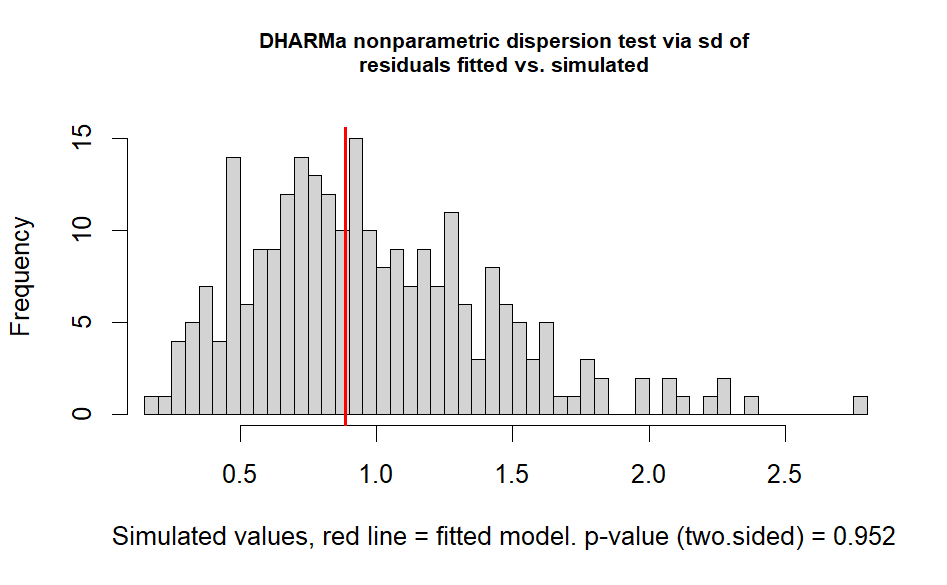 DHARMa nonparametric dispersion test via sd of
residuals fitted vs. simulated
Frequency
15
10
5
0
0.5 1.0 1.5 2.0 2.5
Simulated values, red line = fitted model. p-value (two.sided) = 0.952